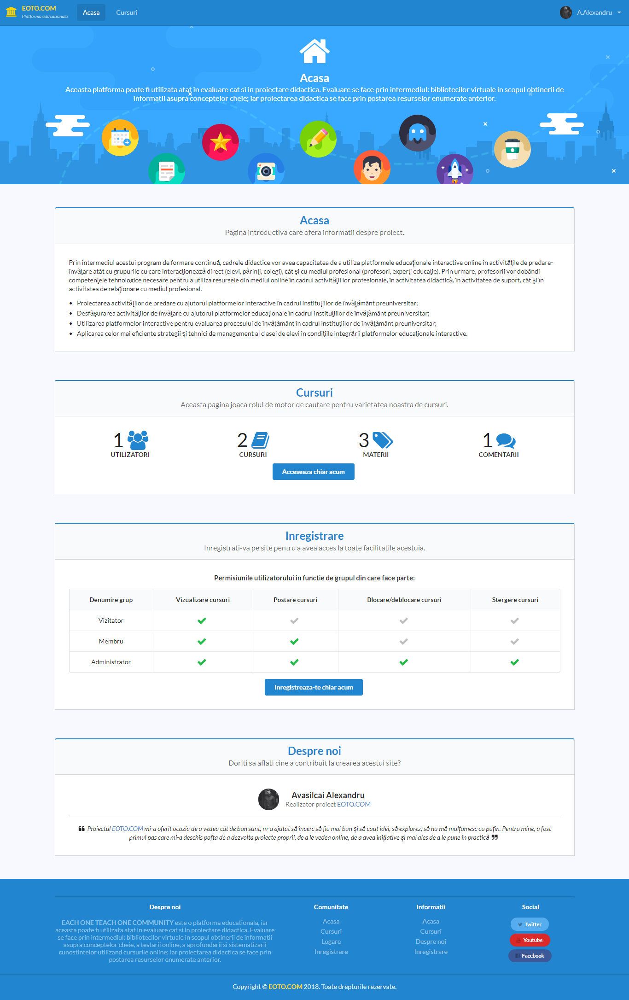 EOTO.COM
Platforma educationala
Acasa
Cursuri
A.Alexandru
Acasa
Aceasta platforma poate fi utilizata atat in evaluare cat si in proiectare didactica. Evaluare se face prin intermediul: bibliotecilor virtuale in scopul obtinerii de
informatii asupra conceptelor cheie; iar proiectarea didactica se face prin postarea resurselor enumerate anterior.
Acasa
Pagina introductiva care ofera informatii despre proiect.
Prin intermediul acestui program de formare continuă, cadrele didactice vor avea capacitatea de a utiliza platformele educaționale interactive online în activităţile de predare-
învăţare atât cu grupurile cu care interacţionează direct (elevi, părinţi, colegi), cât şi cu mediul profesional (profesori, experţi educaţie). Prin urmare, profesorii vor dobândi
competenţele tehnologice necesare pentru a utiliza resursele din mediul online în cadrul activităţii lor profesionale, în activitatea didactică, în activitatea de suport, cât şi în
activitatea de relaţionare cu mediul profesional.
• Proiectarea activităţilor de predare cu ajutorul platformelor interactive în cadrul instituţiilor de învăţământ preuniversitar;
• Desfăşurarea activităţilor de învăţare cu ajutorul platformelor educaţionale în cadrul instituţiilor de învăţământ preuniversitar;
• Utilizarea platformelor interactive pentru evaluarea procesului de învăţământ în cadrul instituţiilor de învăţământ preuniversitar;
• Aplicarea celor mai eficiente strategii şi tehnici de management al clasei de elevi în condiţiile integrării platformelor educaţionale interactive.
Cursuri
Aceasta pagina joaca rolul de motor de cautare pentru varietatea noastra de cursuri.
1 2 3 1
UTILIZATORI CURSURI MATERII COMENTARII
Acceseaza chiar acum
Inregistrare
Inregistrati-va pe site pentru a avea acces la toate facilitatile acestuia.
Permisiunile utilizatorului in functie de grupul din care face parte:
Denumire grup Vizualizare cursuri Postare cursuri Blocare/deblocare cursuri Stergere cursuri
Vizitator
Membru
Administrator
Inregistreaza-te chiar acum
Despre noi
Doriti sa aflati cine a contribuit la crearea acestui site?
Avasilcai Alexandru
Realizator proiect EOTO.COM
❝ Proiectul EOTO.COM mi-a oferit ocazia de a vedea cât de bun sunt, m-a ajutat să încerc să fiu mai bun și să caut idei, să explorez, să nu mă mulțumesc cu puțin. Pentru mine, a fost
primul pas care mi-a deschis pofta de a dezvolta proiecte proprii, de a le vedea online, de a avea inițiative și mai ales de a le pune în practică ❞
Despre noi
EACH ONE TEACH ONE COMMUNITY este o platforma educationala, iar
aceasta poate fi utilizata atat in evaluare cat si in proiectare didactica. Evaluare
se face prin intermediul: bibliotecilor virtuale in scopul obtinerii de informatii
asupra conceptelor cheie, a testarii online, a aprofundarii si sistematizarii
cunostintelor utilizand cursurile online; iar proiectarea didactica se face prin
postarea resurselor enumerate anterior.
Comunitate
Acasa
Cursuri
Logare
Inregistrare
Informatii
Acasa
Cursuri
Despre noi
Inregistrare
Social
Twitter
Youtube
Facebook
Copyright © EOTO.COM 2018. Toate drepturile rezervate.